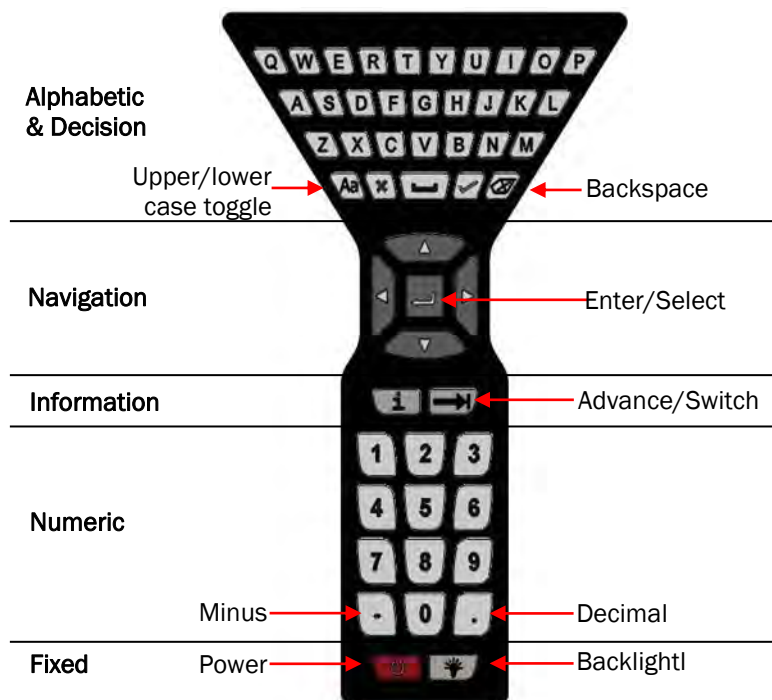 Q W E R T Y U I O P
Alphabetic
& Decision
A S D F G H J K L
Z X C V B N M
Upper/lower
case toggle
Aa
Backspace
Navigation
Enter/Select
Information
i
Advance/Switch
1 2 3
4 5 6
Numeric
7 8 9
Minus
- 0 .
Decimal
Fixed
Power
Backlightl